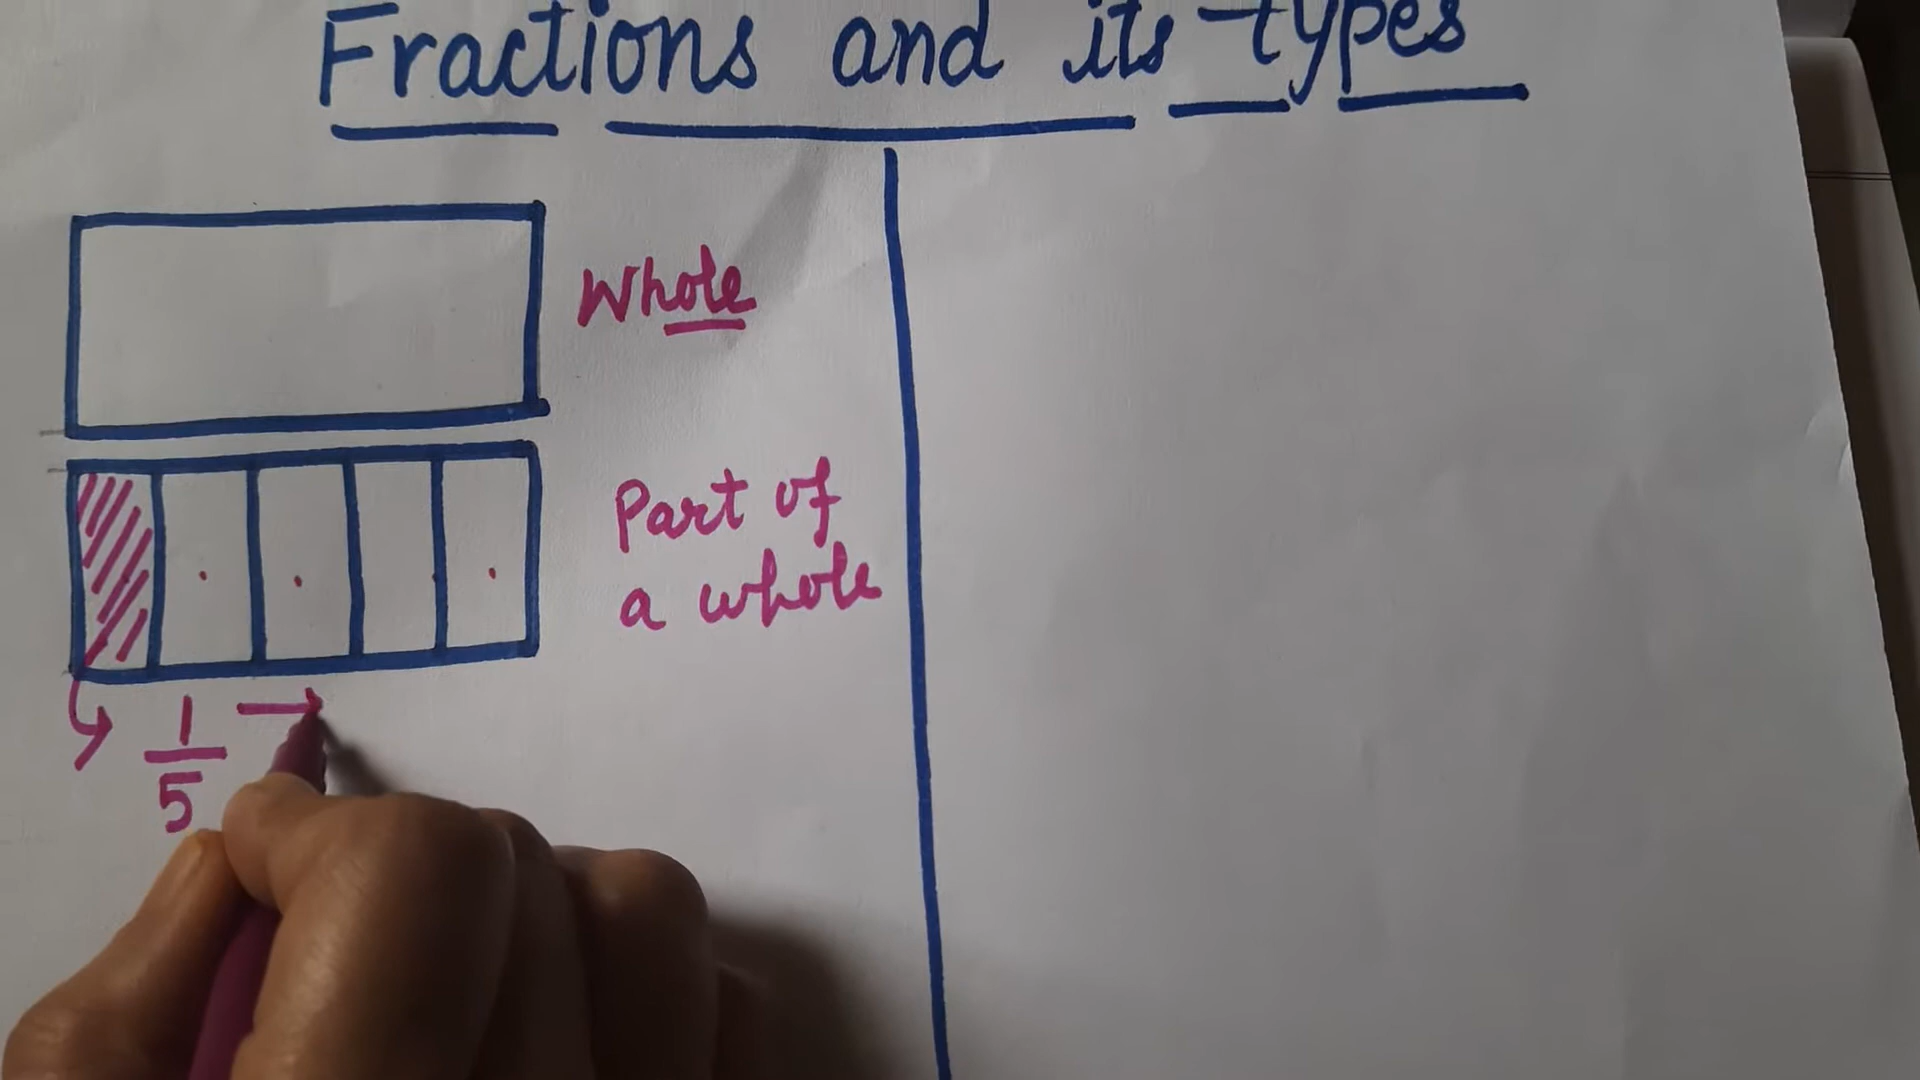 Fractions and its types
Whole
Part of
a whole
1
5